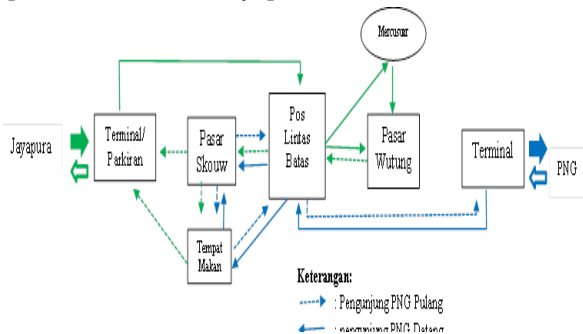 Mercusuar
Jayapura
Terminal/
Parkiran
Pasar
Skouw
Pos
Lintas
Batas
Pasar
Wutung
Terminal
PNG
Tempat
Makan
Keterangan:
: Pengunjung PNG Pulang
: pengunjung PNG Datang